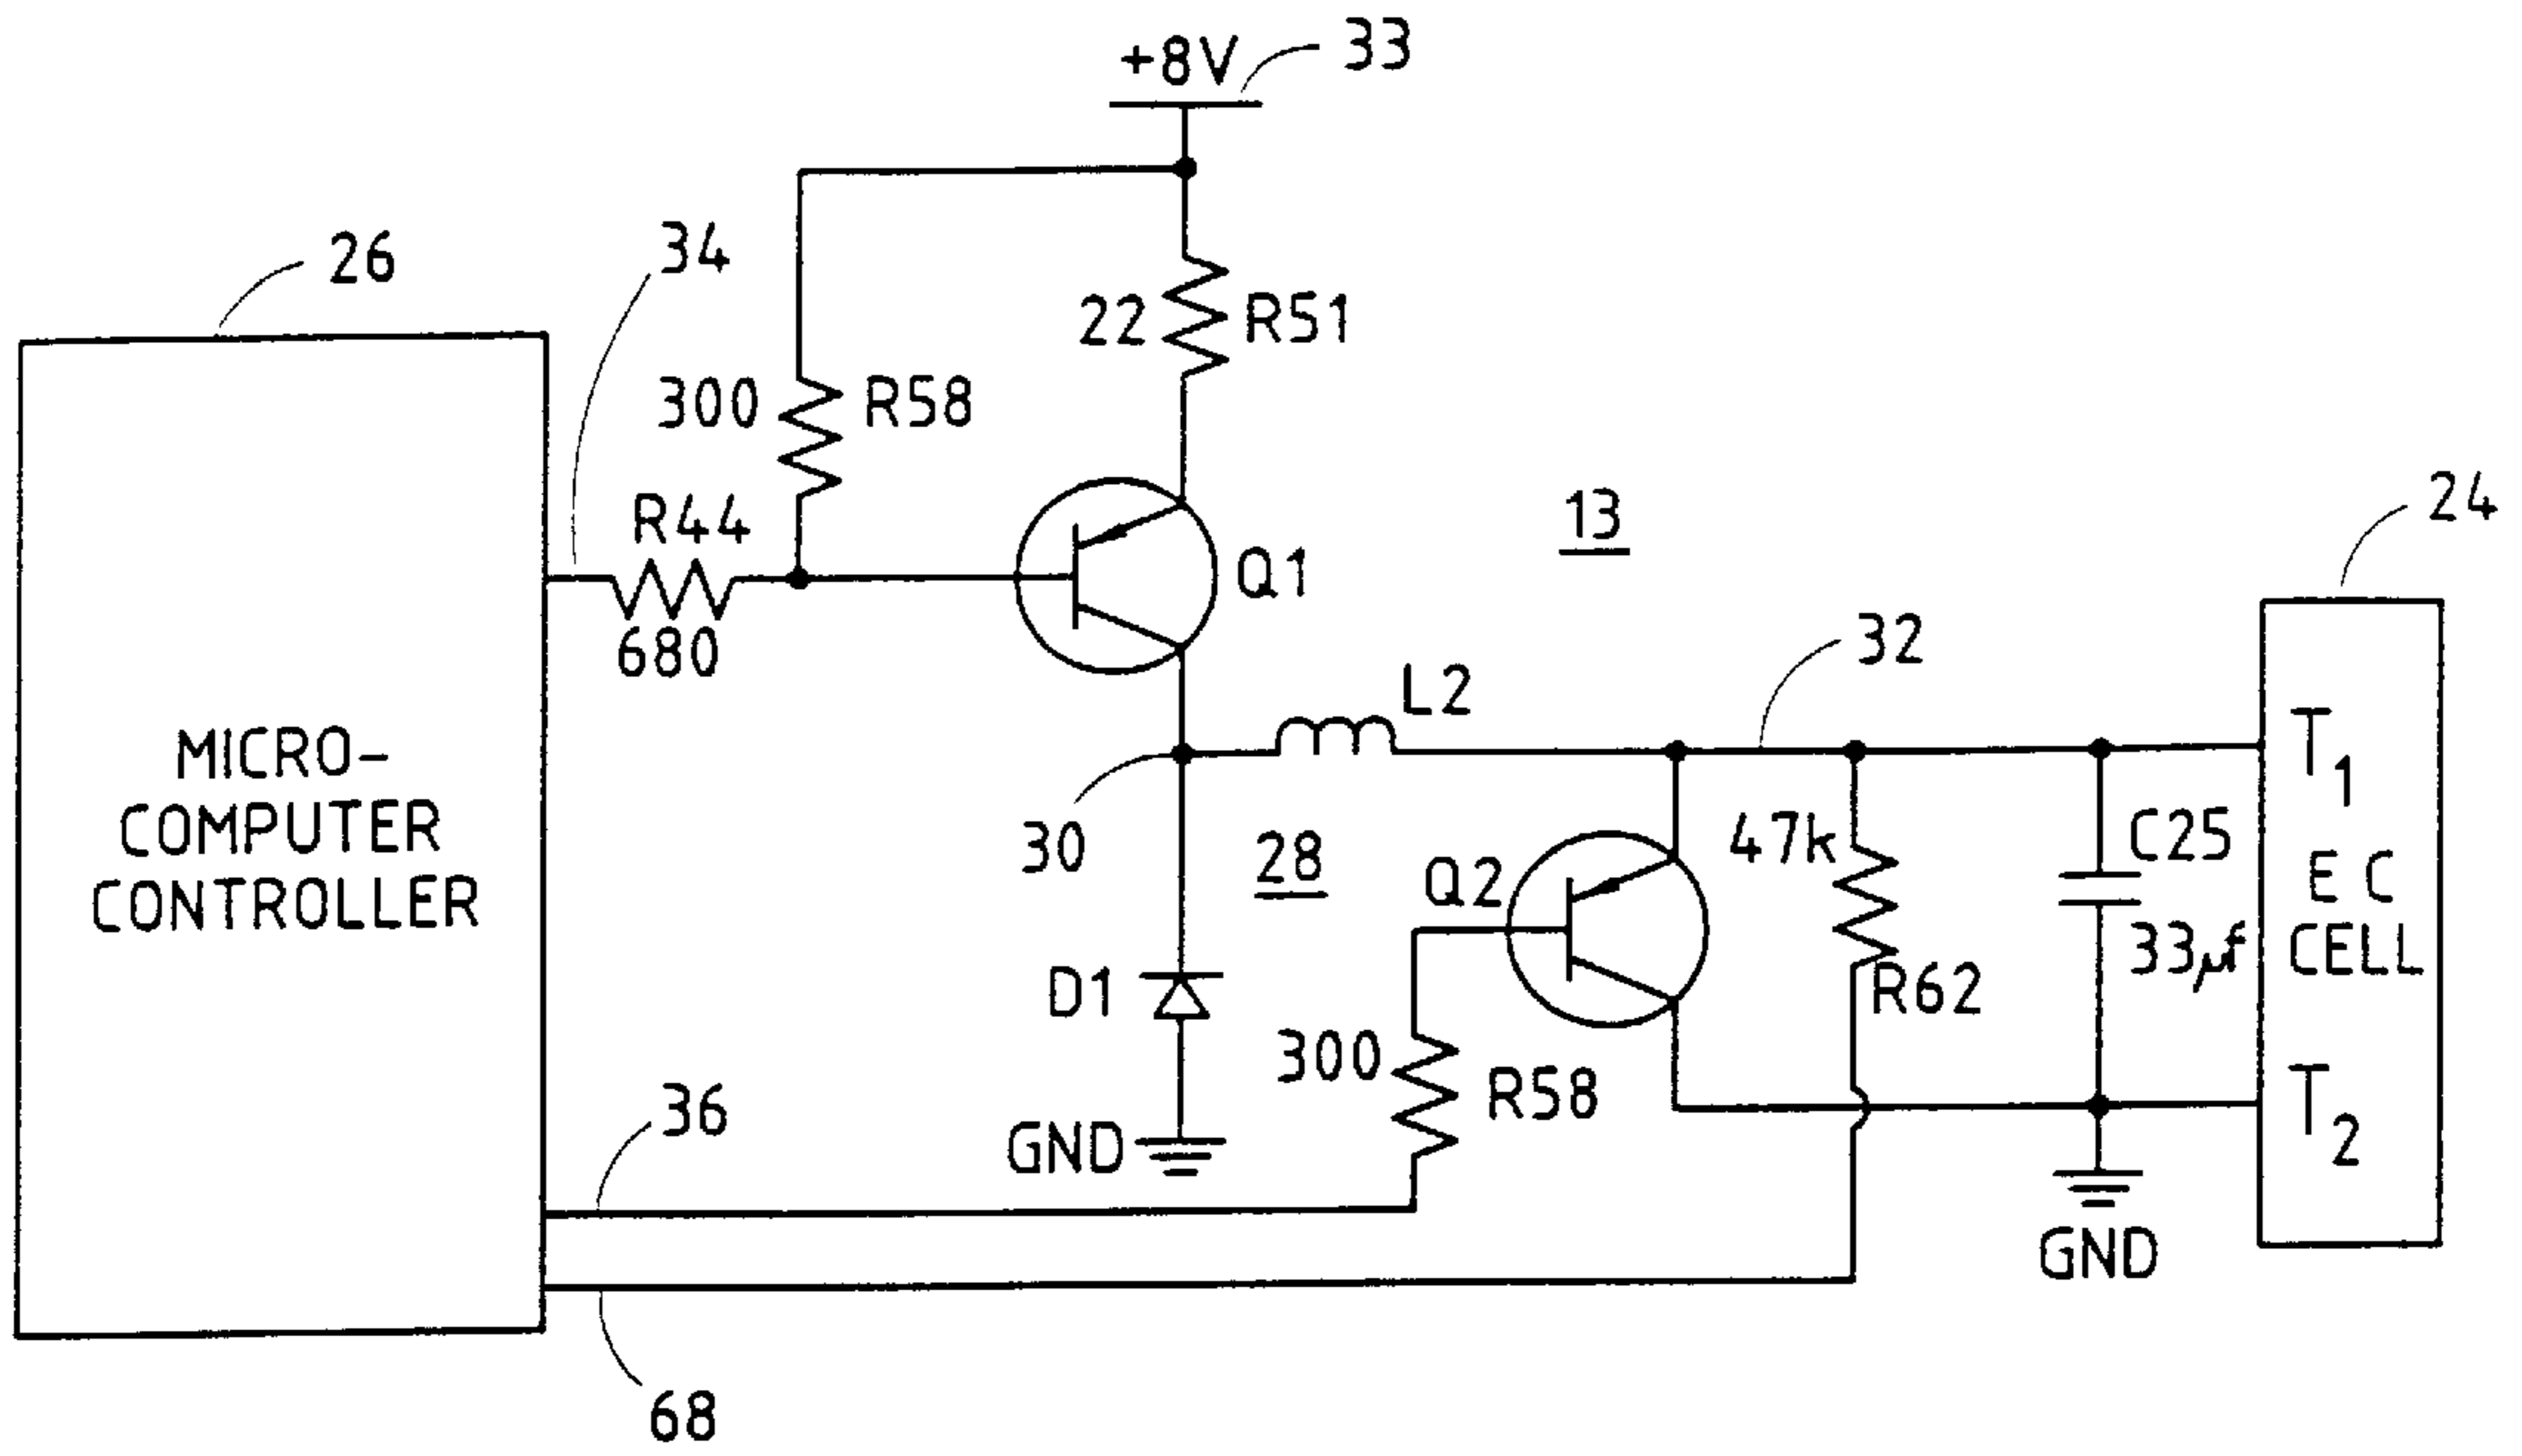 +8V
33
26
34
22
R51
300
R58
R44
680
Q1
13
24
MICRO-
COMPUTER
CONTROLLER
L2
32
30
28
Q2
47k
R62
C25
33µf
T1
EC
CELL
T2
D1
GND
300
R58
36
GND
68